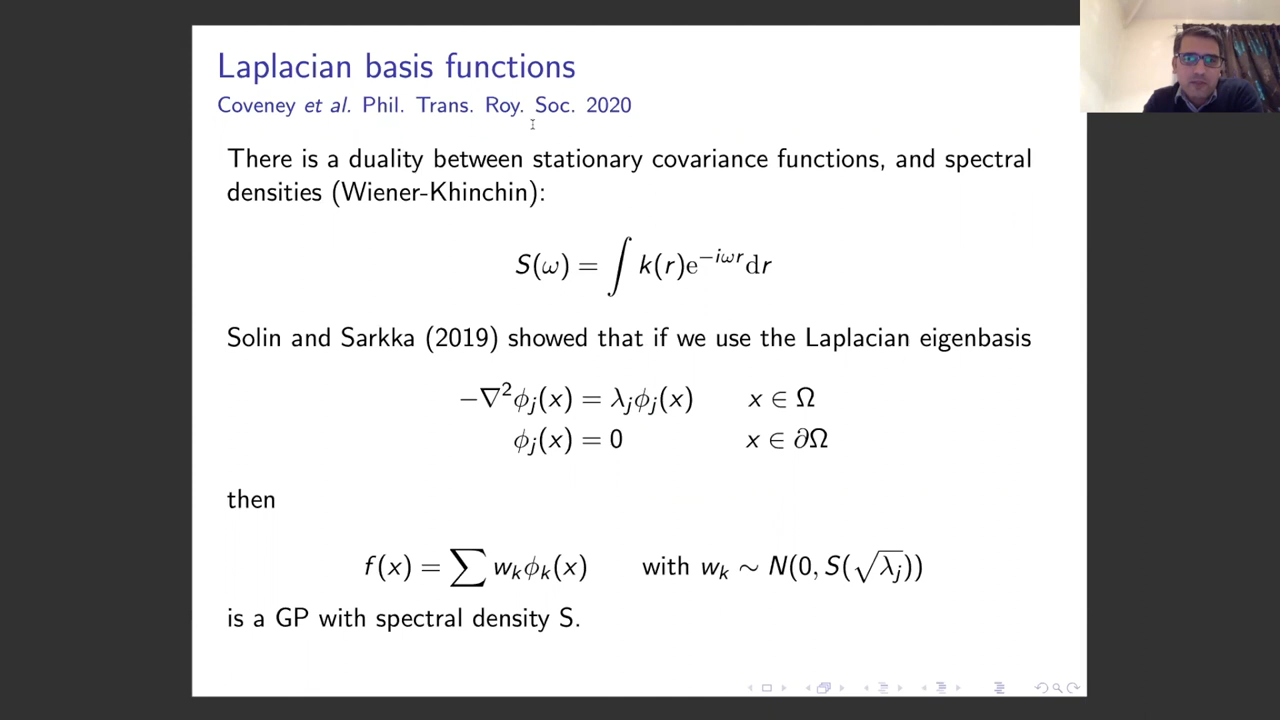 Laplacian basis functions
Coveney et al. Phil. Trans. Roy. Soc. 2020
There is a duality between stationary covariance functions, and spectral
densities (Wiener-Khinchin):
S(ω) = ∫ k(r)e^{−iωr}dr
Solin and Sarkka (2019) showed that if we use the Laplacian eigenbasis
−∇²ϕ_j(x) = λ_jϕ_j(x) x ∈ Ω
ϕ_j(x) = 0 x ∈ ∂Ω
then
f(x) = ∑ w_kϕ_k(x) with w_k ∼ N(0, S(√λ_j))
is a GP with spectral density S.